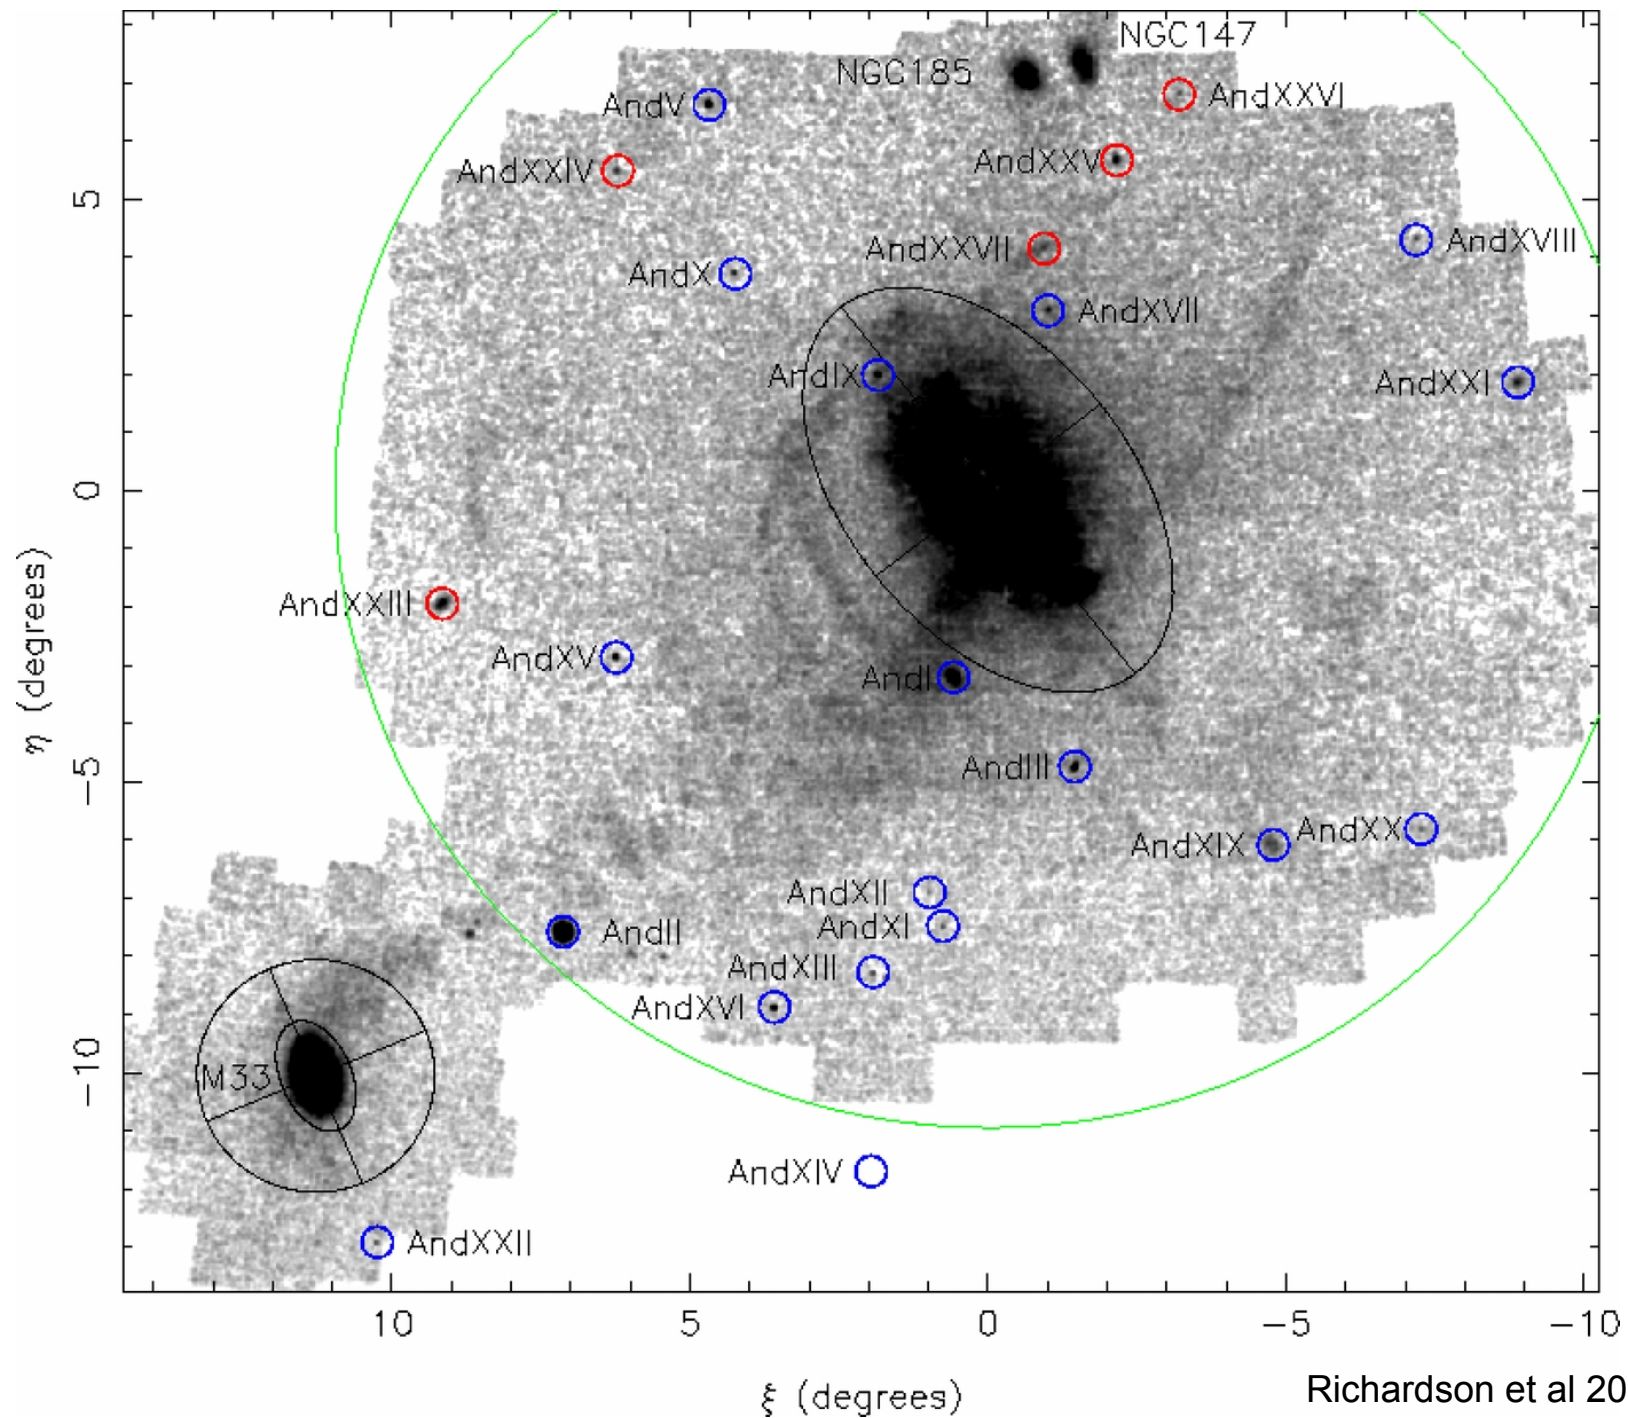 NGC147
NGC185
AndV
AndXXVI
AndXXV
AndXXIV
5
AndXXVII
AndXVIII
AndX
AndXVII
AndIX
AndXXI
0
AndXXIII
AndXV
AndI
η (degrees)
AndIII
−5
AndXIX
AndXX
AndXII
AndXI
AndII
AndXIII
AndXVI
−10
M33
AndXIV
AndXXII
10 5 0 −5 −10
ξ (degrees)
Richardson et al 20